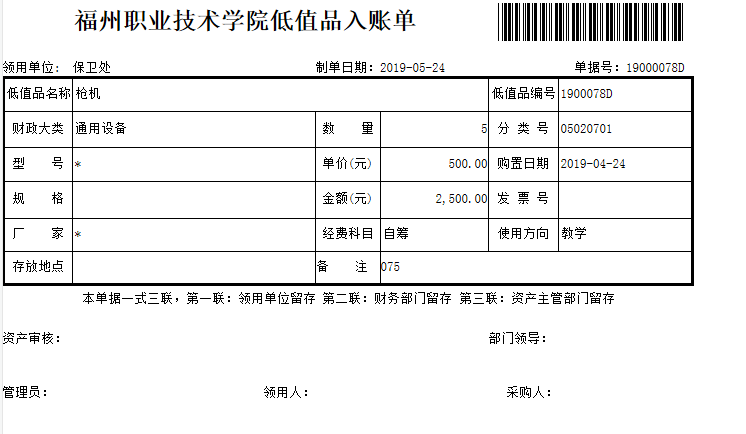 福州职业技术学院低值品入账单
领用单位: 保卫处 制单日期: 2019-05-24 单据号: 19000078D
低值品名称 枪机 低值品编号 1900078D
财政大类 通用设备 数 量 5 分 类 号 05020701
型 号 * 单价(元) 500.00 购置日期 2019-04-24
规 格 金额(元) 2,500.00 发 票 号
厂 家 * 经费科目 自筹 使用方向 教学
存放地点 备 注 075
本单据一式三联，第一联: 领用单位留存 第二联: 财务部门留存 第三联: 资产主管部门留存
资产审核: 部门领导:
管理员: 领用人: 采购人: